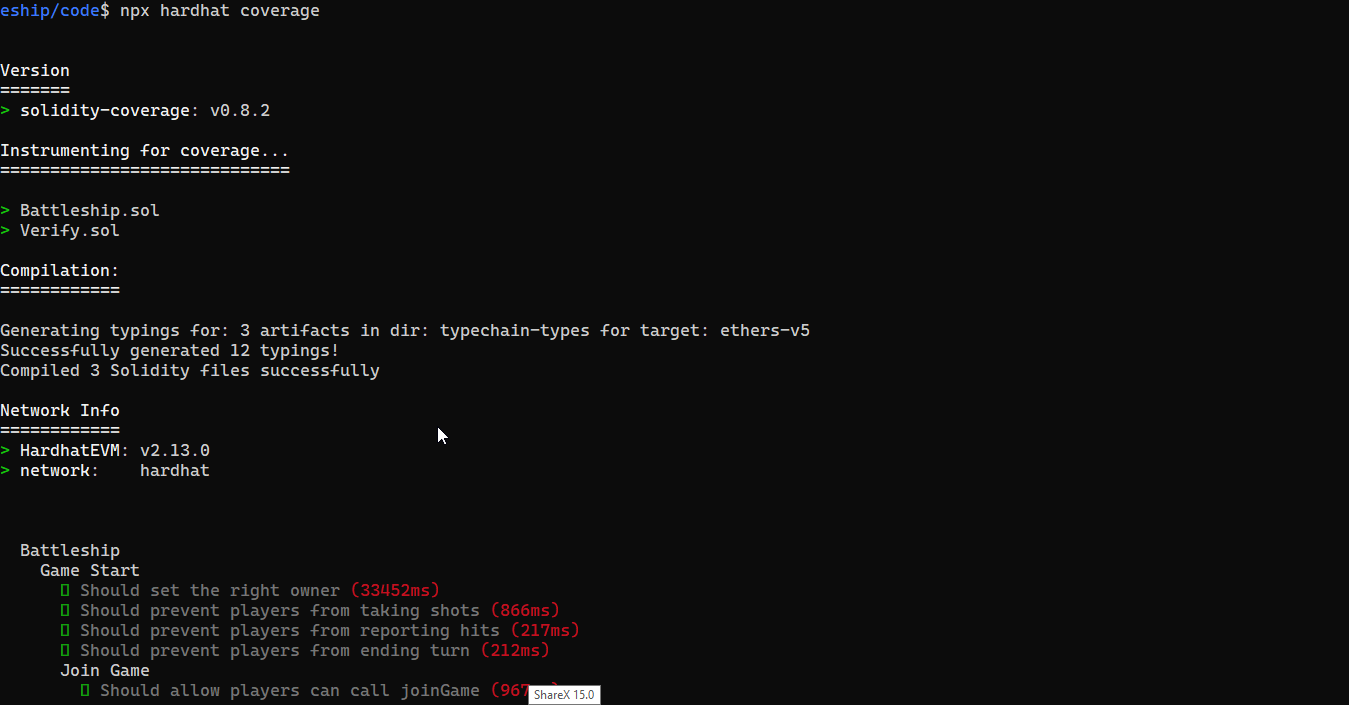 eship/code$ npx hardhat coverage
Version
=======
> solidity-coverage: v0.8.2
Instrumenting for coverage...
=============================
> Battleship.sol
> Verify.sol
Compilation:
============
Generating typings for: 3 artifacts in dir: typechain-types for target: ethers-v5
Successfully generated 12 typings!
Compiled 3 Solidity files successfully
Network Info
============
> HardhatEVM: v2.13.0
> network:    hardhat
Battleship
Game Start
Should set the right owner (33452ms)
Should prevent players from taking shots (866ms)
Should prevent players from reporting hits (217ms)
Should prevent players from ending turn (212ms)
Join Game
Should allow players can call joinGame (967
ShareX 15.0